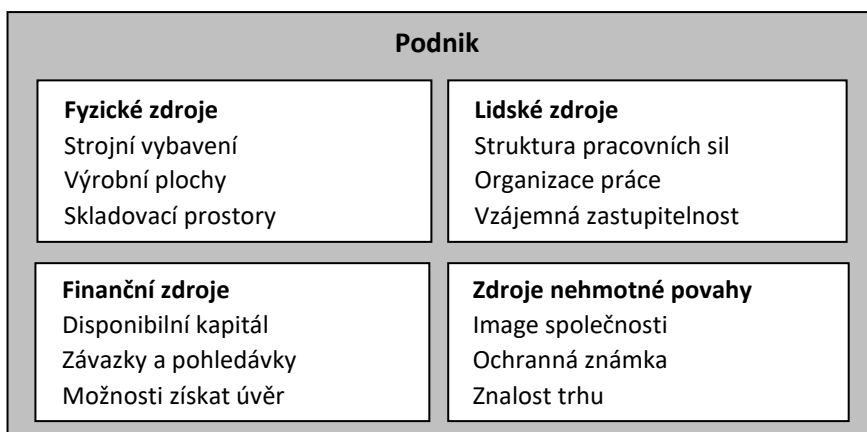 Podnik
Fyzické zdroje
Strojní vybavení
Výrobní plochy
Skladovací prostory
Lidské zdroje
Struktura pracovních sil
Organizace práce
Vzájemná zastupitelnost
Finanční zdroje
Disponibilní kapitál
Závazky a pohledávky
Možnosti získat úvěr
Zdroje nehmotné povahy
Image společnosti
Ochranná známka
Znalost trhu